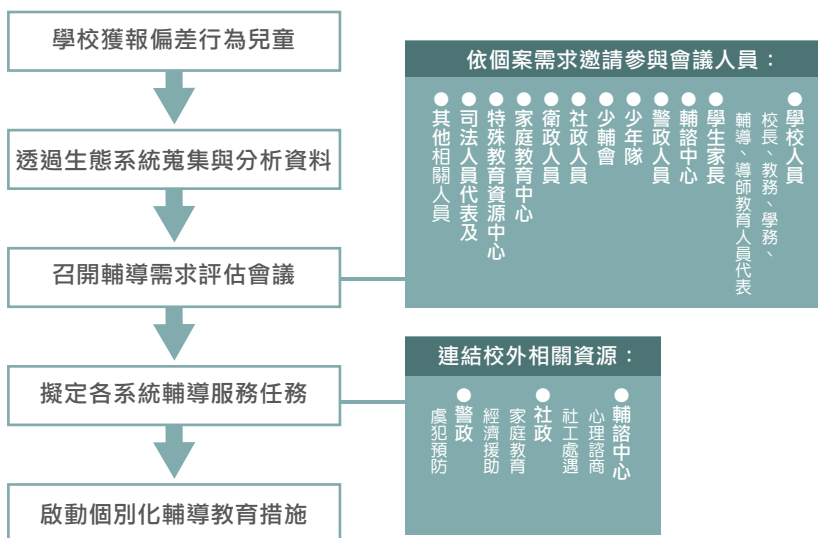 學校獲報偏差行為兒童
透過生態系統蒐集與分析資料
召開輔導需求評估會議
擬定各系統輔導服務任務
啟動個別化輔導教育措施
依個案需求邀請參與會議人員：
●學校人員
校長、教務、學務、
輔導、導師教育人員代表
●學生家長
●輔諮中心
●警政人員
●少年隊
●少輔會
●社政人員
●衛政人員
●家庭教育中心
●特殊教育資源中心
●司法人員代表及
●其他相關人員
連結校外相關資源：
●輔諮中心
心理諮商
社工處遇
●社政
家庭教育
經濟援助
●警政
虞犯預防